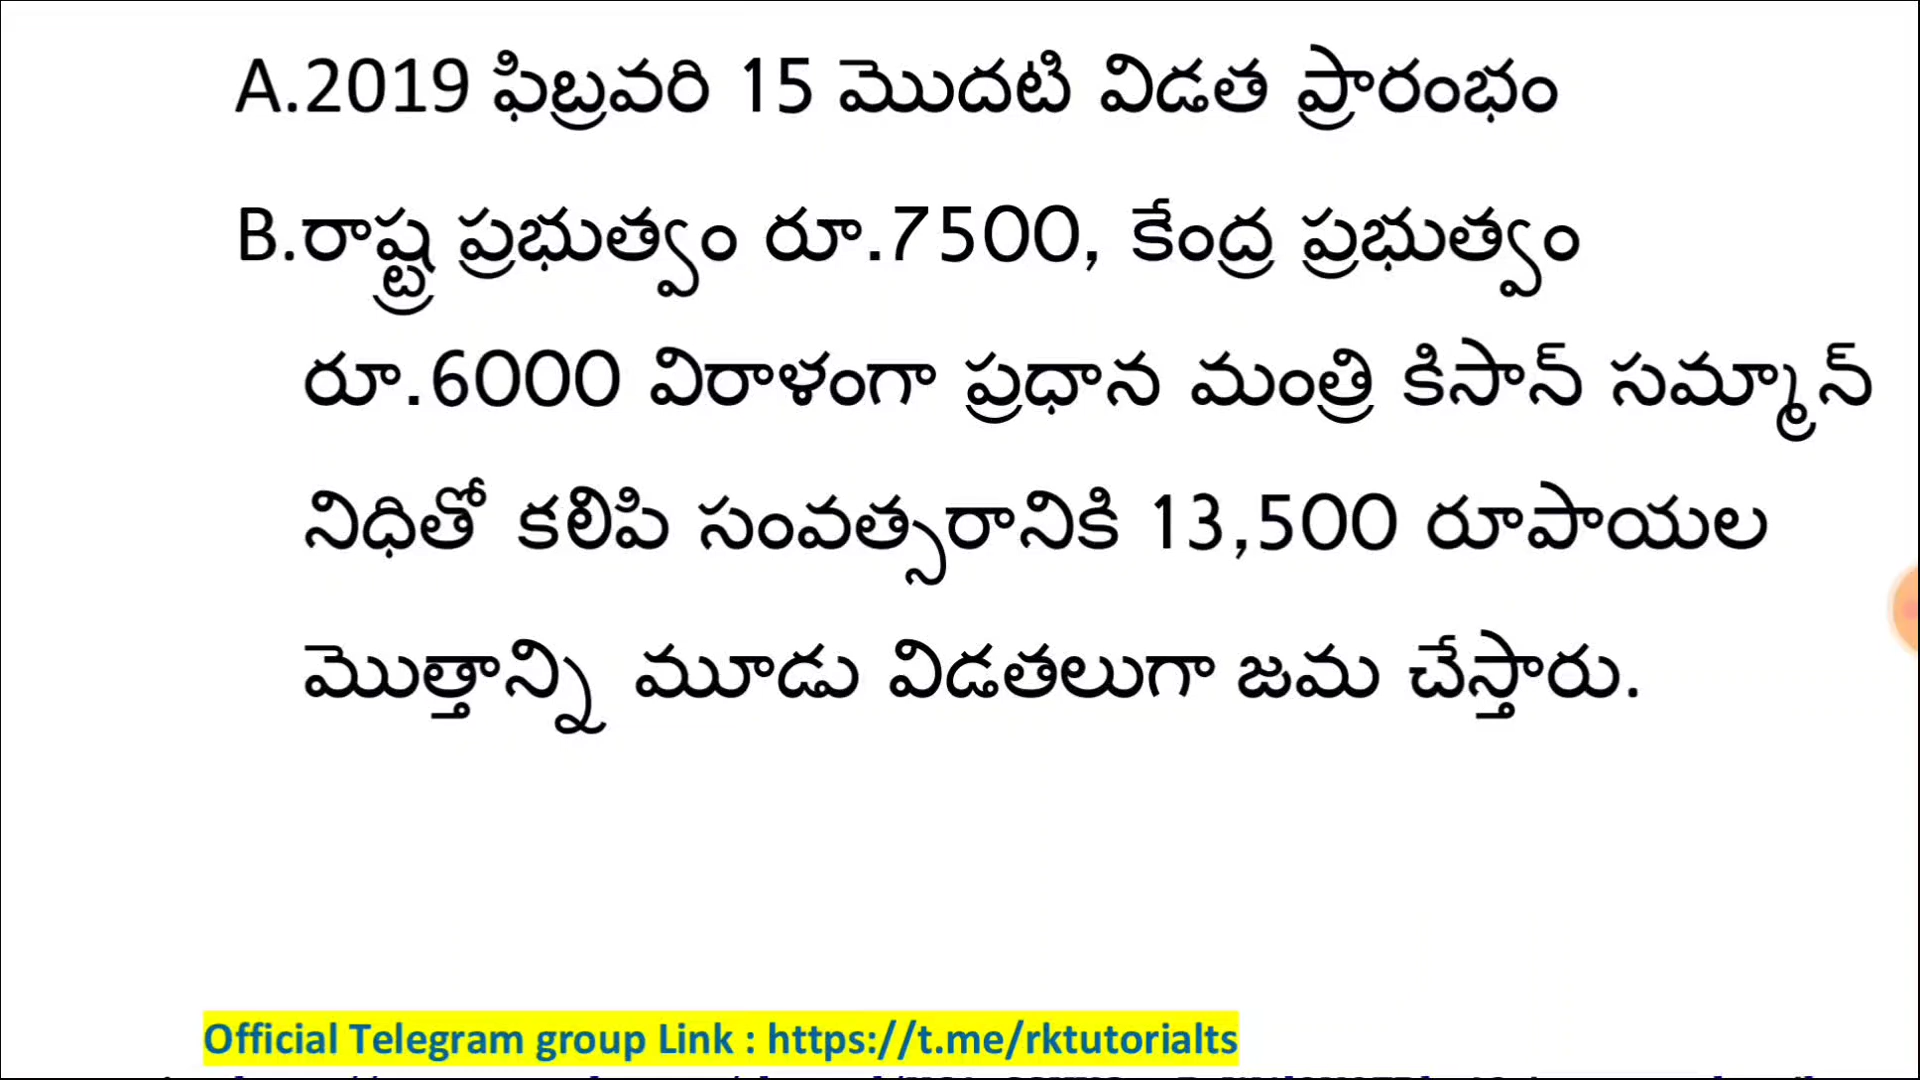 A.2019 ఫిబ్రవరి 15 మొదటి విడత ప్రారంభం
B.రాష్ట్ర ప్రభుత్వం రూ.7500, కేంద్ర ప్రభుత్వం
రూ.6000 విరాళంగా ప్రధాన మంత్రి కిసాన్ సమ్మాన్
నిధితో కలిపి సంవత్సరానికి 13,500 రూపాయల
మొత్తాన్ని మూడు విడతలుగా జమ చేస్తారు.
Official Telegram group Link : https://t.me/rktutorialts